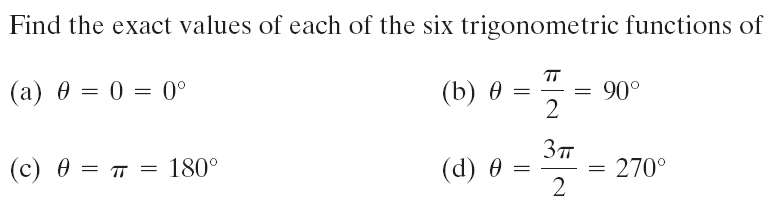 Find the exact values of each of the six trigonometric functions of
(a) θ = 0 = 0° (b) θ = π/2 = 90°
(c) θ = π = 180° (d) θ = 3π/2 = 270°